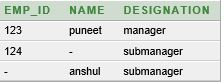 EMP_ID NAME DESIGNATION
123 puneet manager
124 - submanager
- anshul submanager